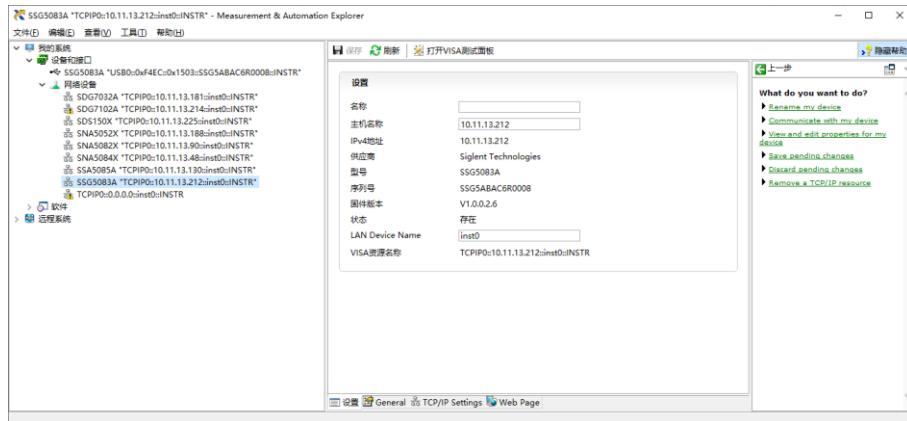 SSG5083A "TCPIP0::10.11.13.212::inst0::INSTR" - Measurement & Automation Explorer
文件(F) 编辑(E) 查看(V) 工具(T) 帮助(H)
我的系统
设备和接口
SSG5083A "USB0::0xF4EC::0x1503::SSG5ABAC6R0008::INSTR"
网络设备
SDG7032A "TCPIP0::10.11.13.181::inst0::INSTR"
SDG7102A "TCPIP0::10.11.13.214::inst0::INSTR"
SDS150X "TCPIP0::10.11.13.225::inst0::INSTR"
SNA5052X "TCPIP0::10.11.13.188::inst0::INSTR"
SNA5082X "TCPIP0::10.11.13.90::inst0::INSTR"
SNA5084X "TCPIP0::10.11.13.48::inst0::INSTR"
SSA5085A "TCPIP0::10.11.13.130::inst0::INSTR"
SSG5083A "TCPIP0::10.11.13.212::inst0::INSTR"
TCPIP0::0.0.0.0::inst0::INSTR
软件
远程系统
保存 刷新 打开VISA测试面板
设置
名称
主机名称 10.11.13.212
IPv4地址 10.11.13.212
供应商 Siglent Technologies
型号 SSG5083A
序列号 SSG5ABAC6R0008
固件版本 V1.0.0.2.6
状态 存在
LAN Device Name inst0
VISA资源名称 TCPIP0::10.11.13.212::inst0::INSTR
设置 General TCP/IP Settings Web Page
隐藏帮助
上一步
What do you want to do?
Rename my device
Communicate with my device
View and edit properties for my
device
Save pending changes
Discard pending changes
Remove a TCP/IP resource